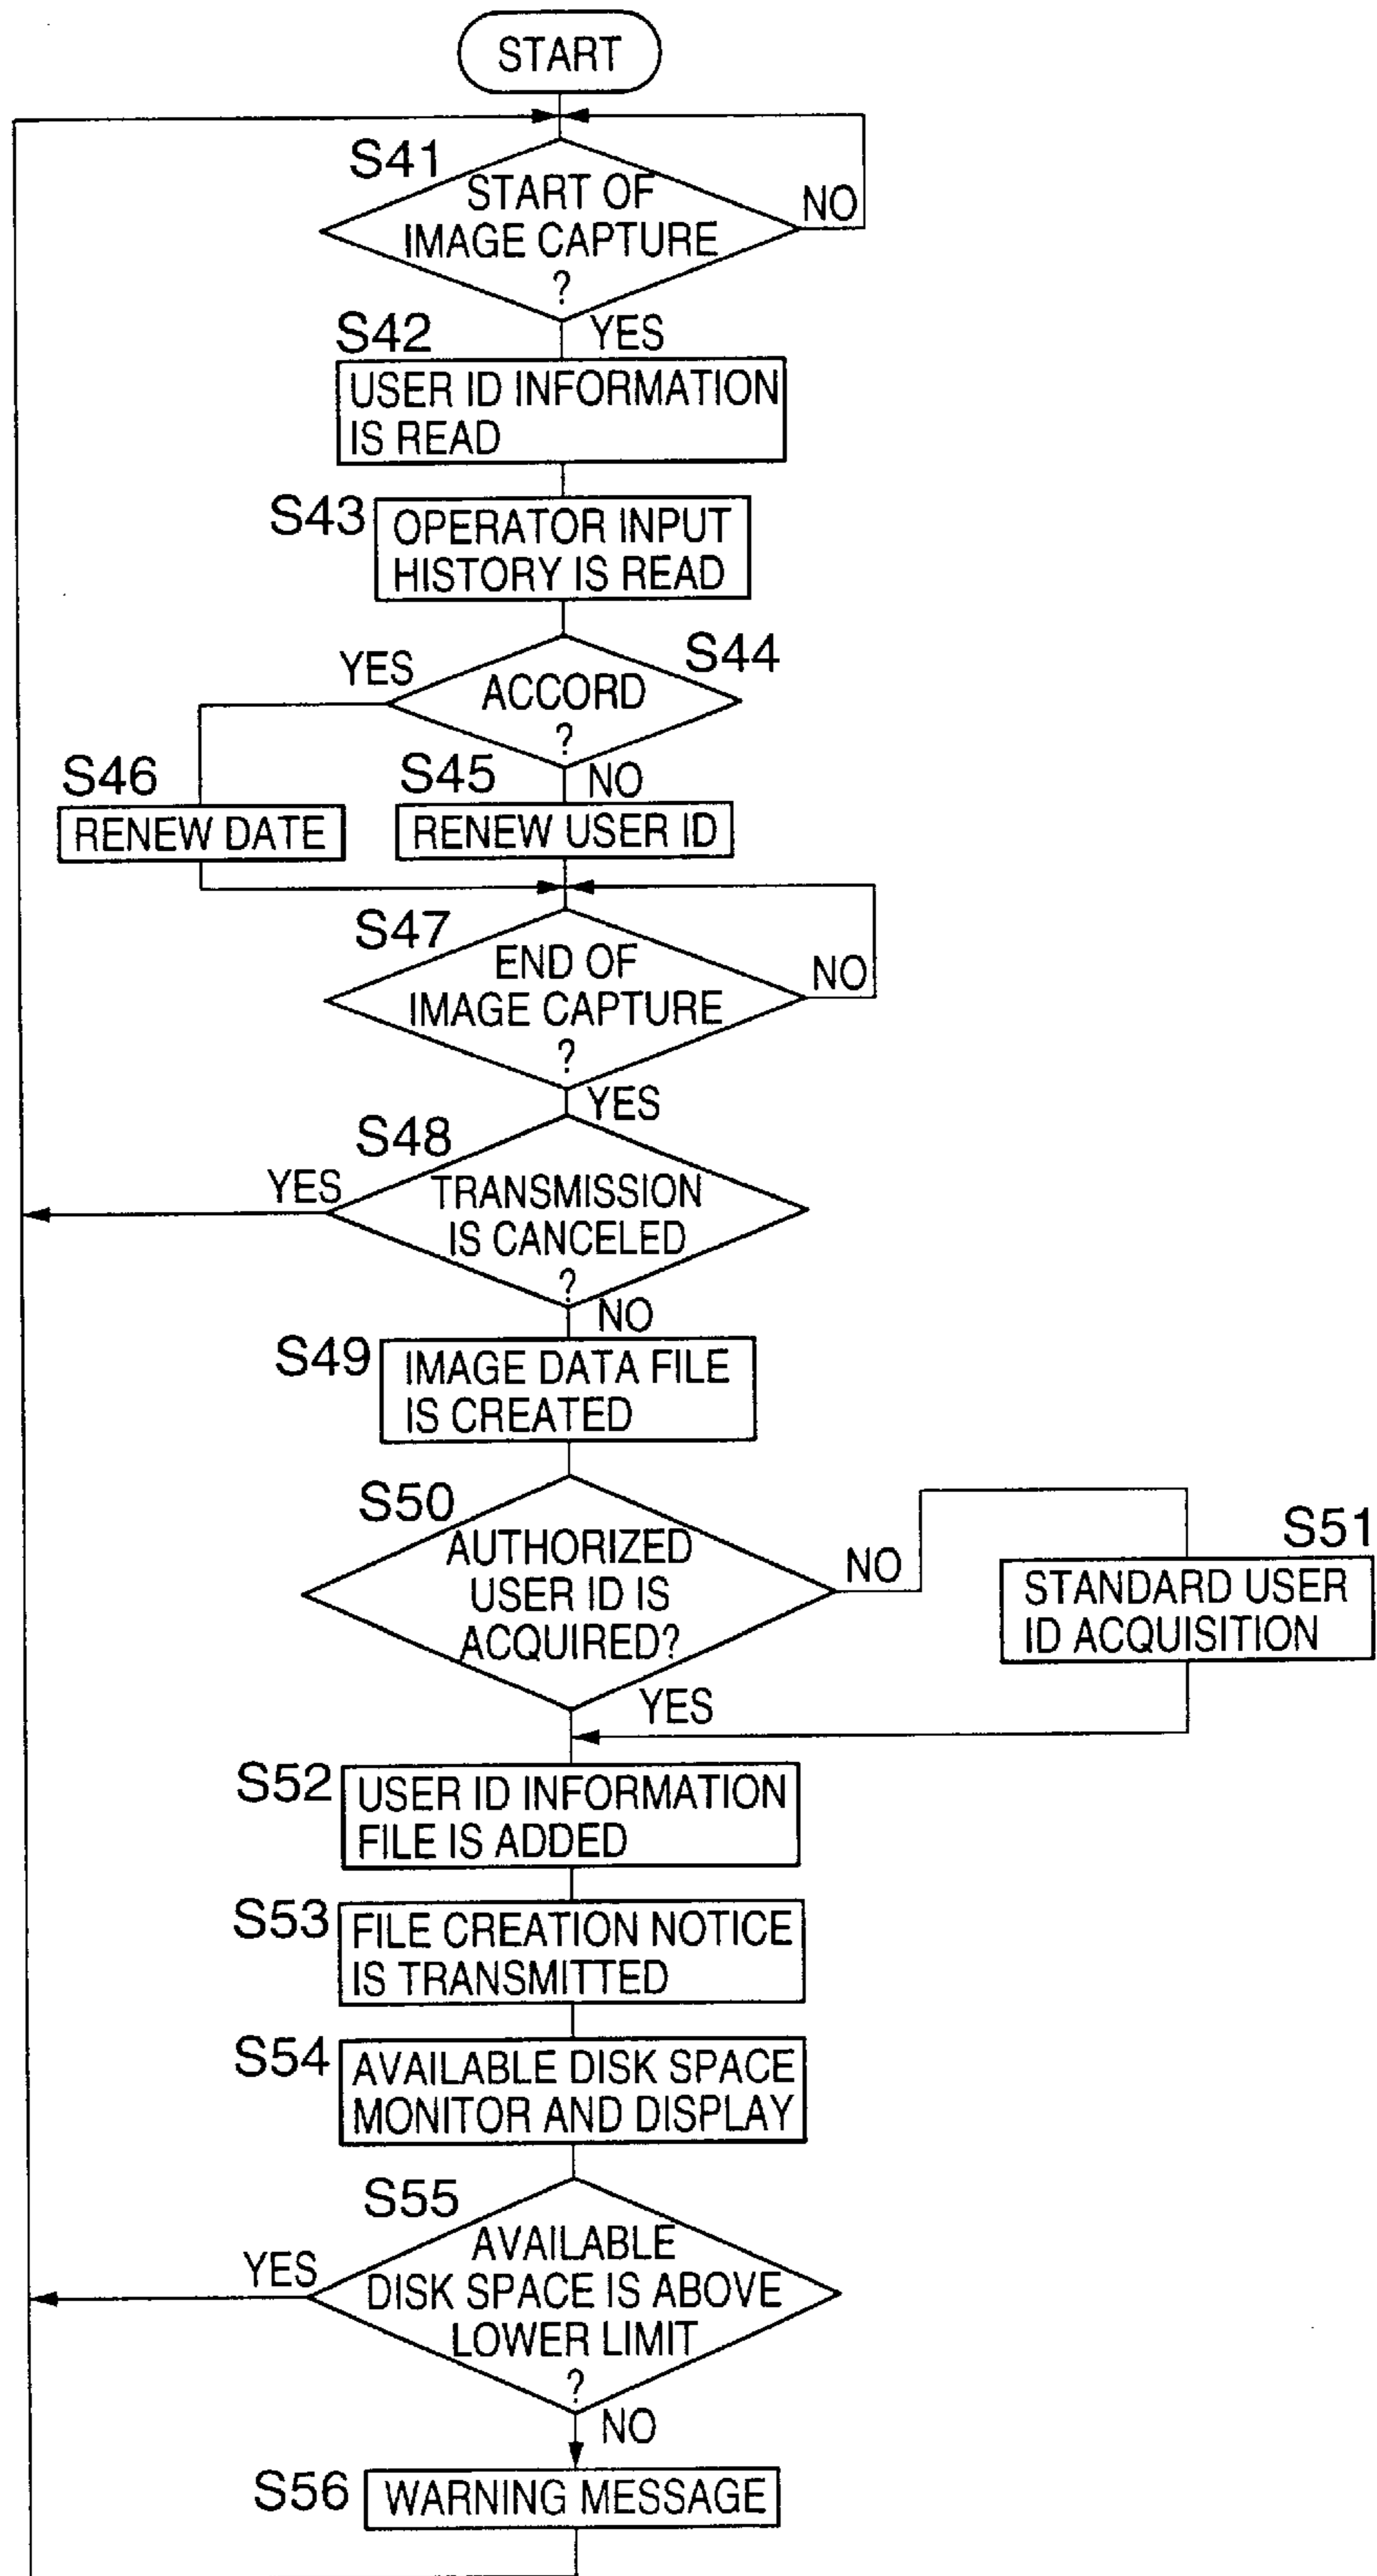 START
S41
START OF
IMAGE CAPTURE
?
NO
YES
S42
USER ID INFORMATION
IS READ
S43
OPERATOR INPUT
HISTORY IS READ
S44
YES
ACCORD
?
NO
S46
RENEW DATE
S45
RENEW USER ID
S47
END OF
IMAGE CAPTURE
?
NO
YES
S48
YES
TRANSMISSION
IS CANCELED
?
NO
S49
IMAGE DATA FILE
IS CREATED
S50
AUTHORIZED
USER ID IS
ACQUIRED?
NO
S51
STANDARD USER
ID ACQUISITION
YES
S52
USER ID INFORMATION
FILE IS ADDED
S53
FILE CREATION NOTICE
IS TRANSMITTED
S54
AVAILABLE DISK SPACE
MONITOR AND DISPLAY
S55
YES
AVAILABLE
DISK SPACE IS ABOVE
LOWER LIMIT
?
NO
S56
WARNING MESSAGE